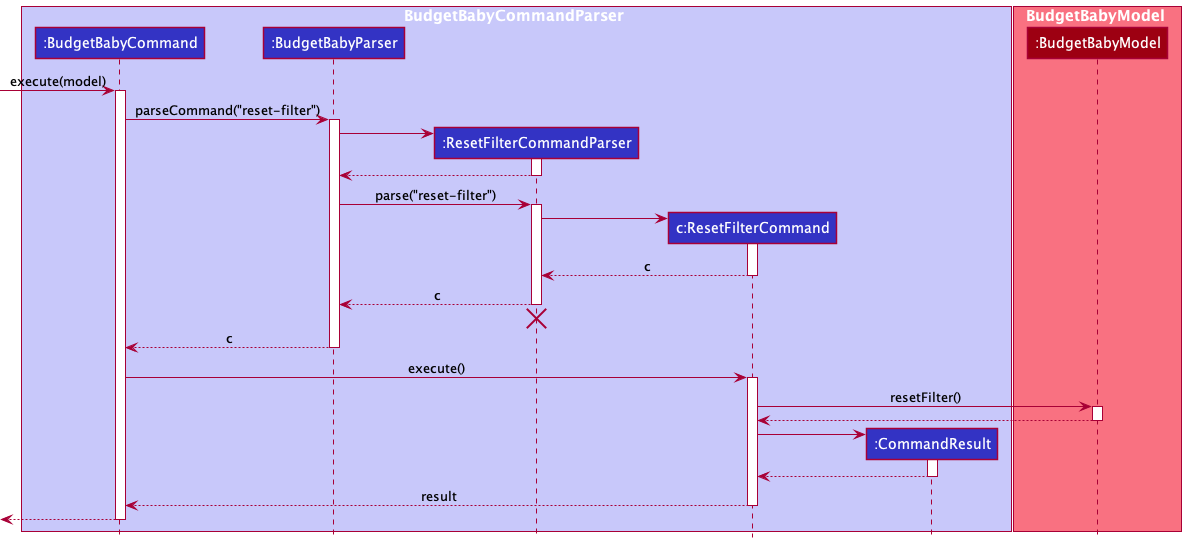 BudgetBabyCommandParser
BudgetBabyModel
:BudgetBabyCommand
:BudgetBabyParser
:BudgetBabyModel
execute(model)
parseCommand("reset-filter")
:ResetFilterCommandParser
parse("reset-filter")
c:ResetFilterCommand
c
c
c
execute()
resetFilter()
:CommandResult
result